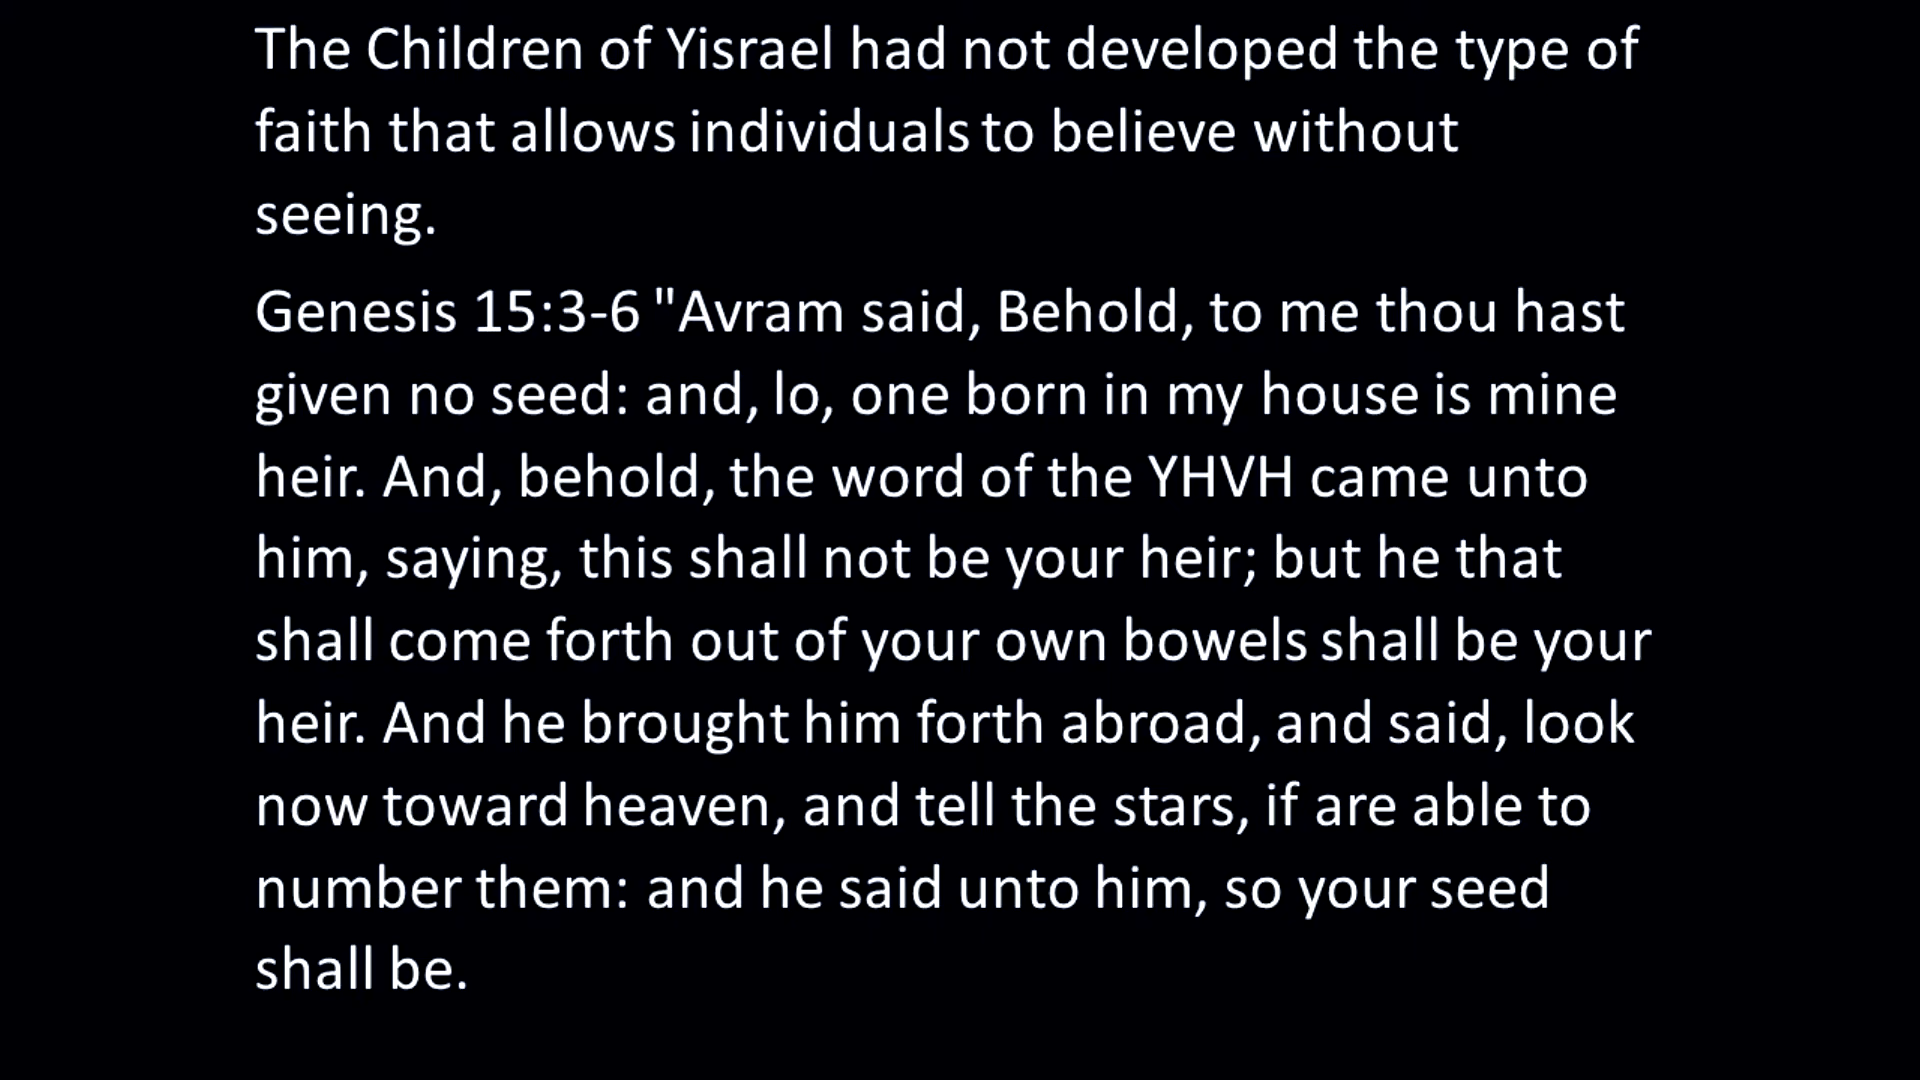 The Children of Yisrael had not developed the type of
faith that allows individuals to believe without
seeing.
Genesis 15:3-6 "Avram said, Behold, to me thou hast
given no seed: and, lo, one born in my house is mine
heir. And, behold, the word of the YHVH came unto
him, saying, this shall not be your heir; but he that
shall come forth out of your own bowels shall be your
heir. And he brought him forth abroad, and said, look
now toward heaven, and tell the stars, if are able to
number them: and he said unto him, so your seed
shall be.